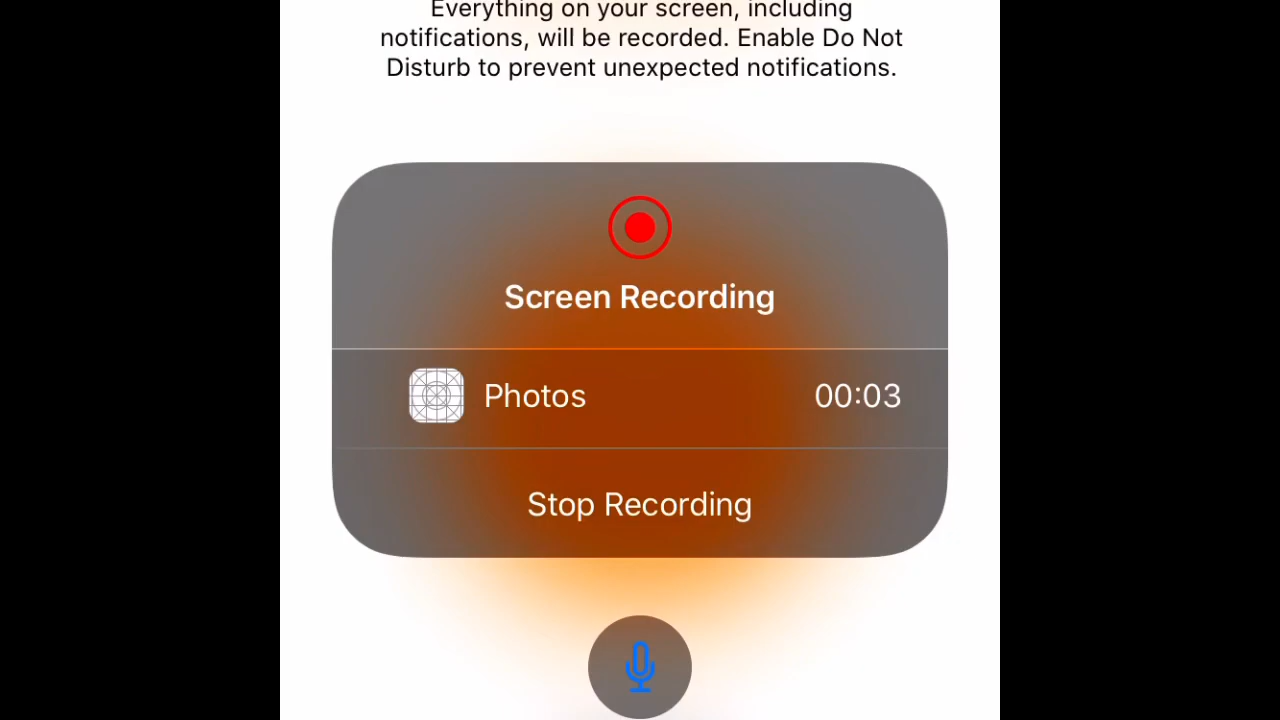 Everything on your screen, including
notifications, will be recorded. Enable Do Not
Disturb to prevent unexpected notifications.
Screen Recording
Photos 00:03
Stop Recording